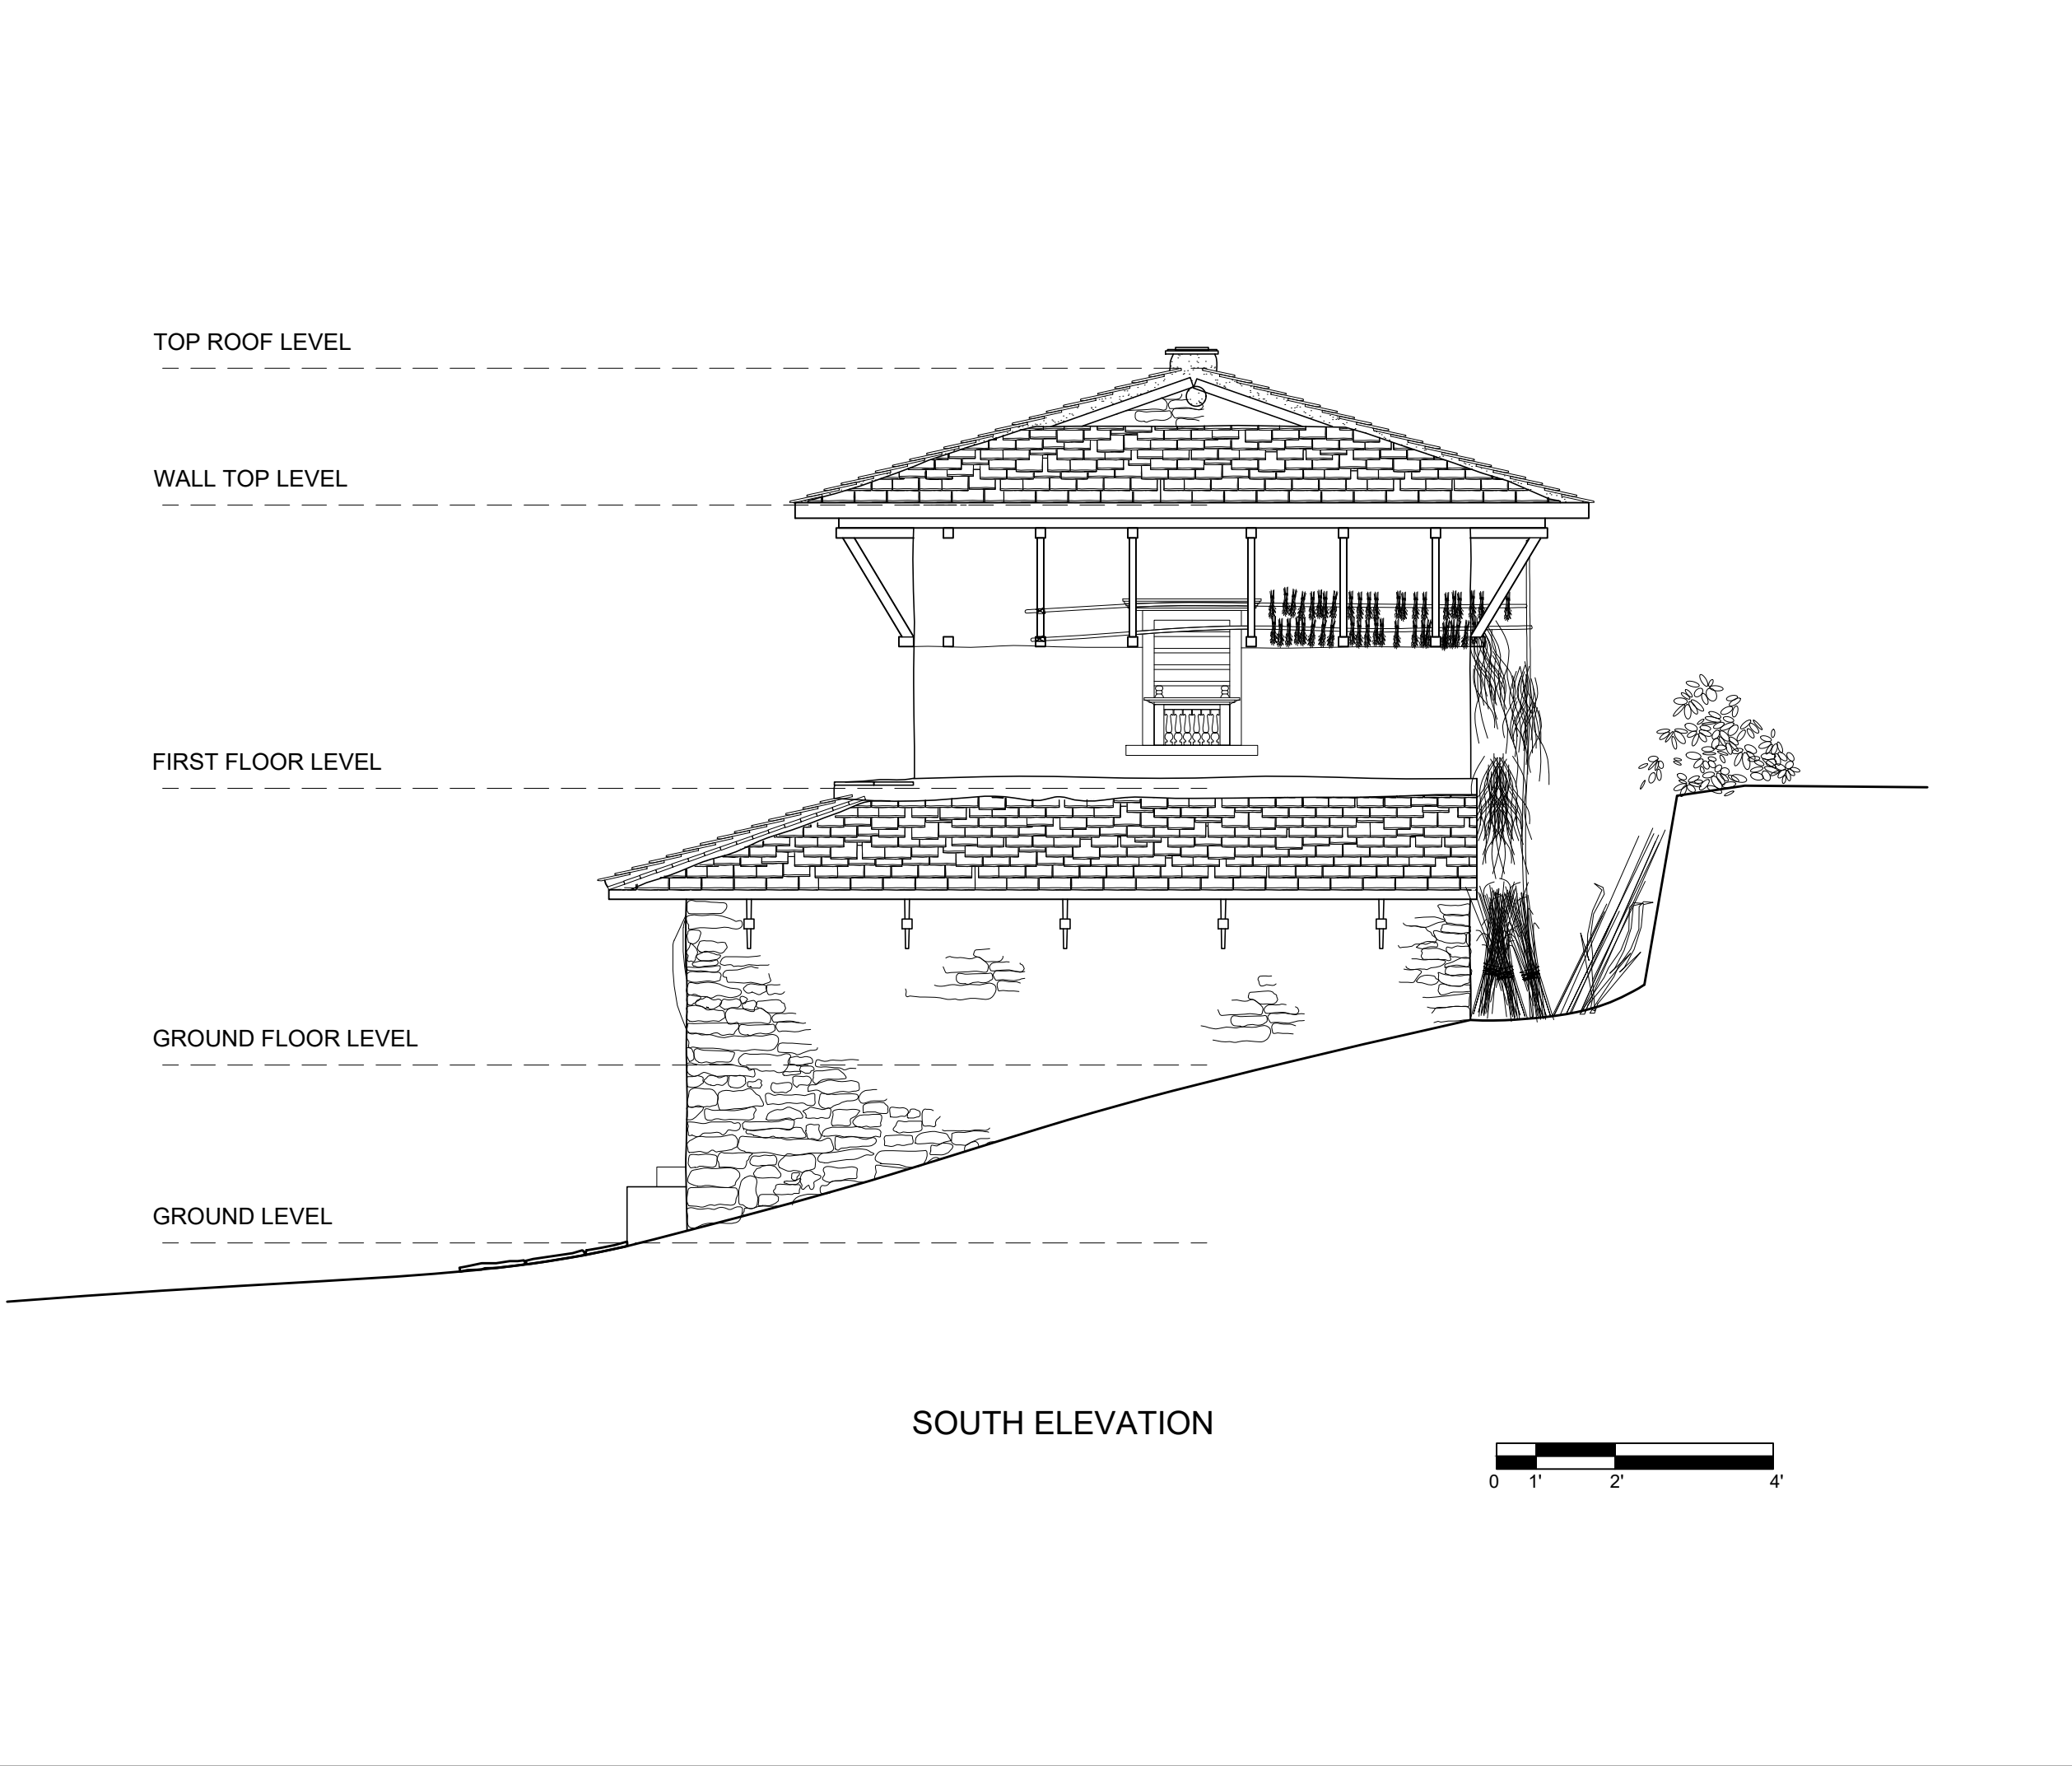 TOP ROOF LEVEL
WALL TOP LEVEL
FIRST FLOOR LEVEL
GROUND FLOOR LEVEL
GROUND LEVEL
SOUTH ELEVATION
0 1' 2' 4'